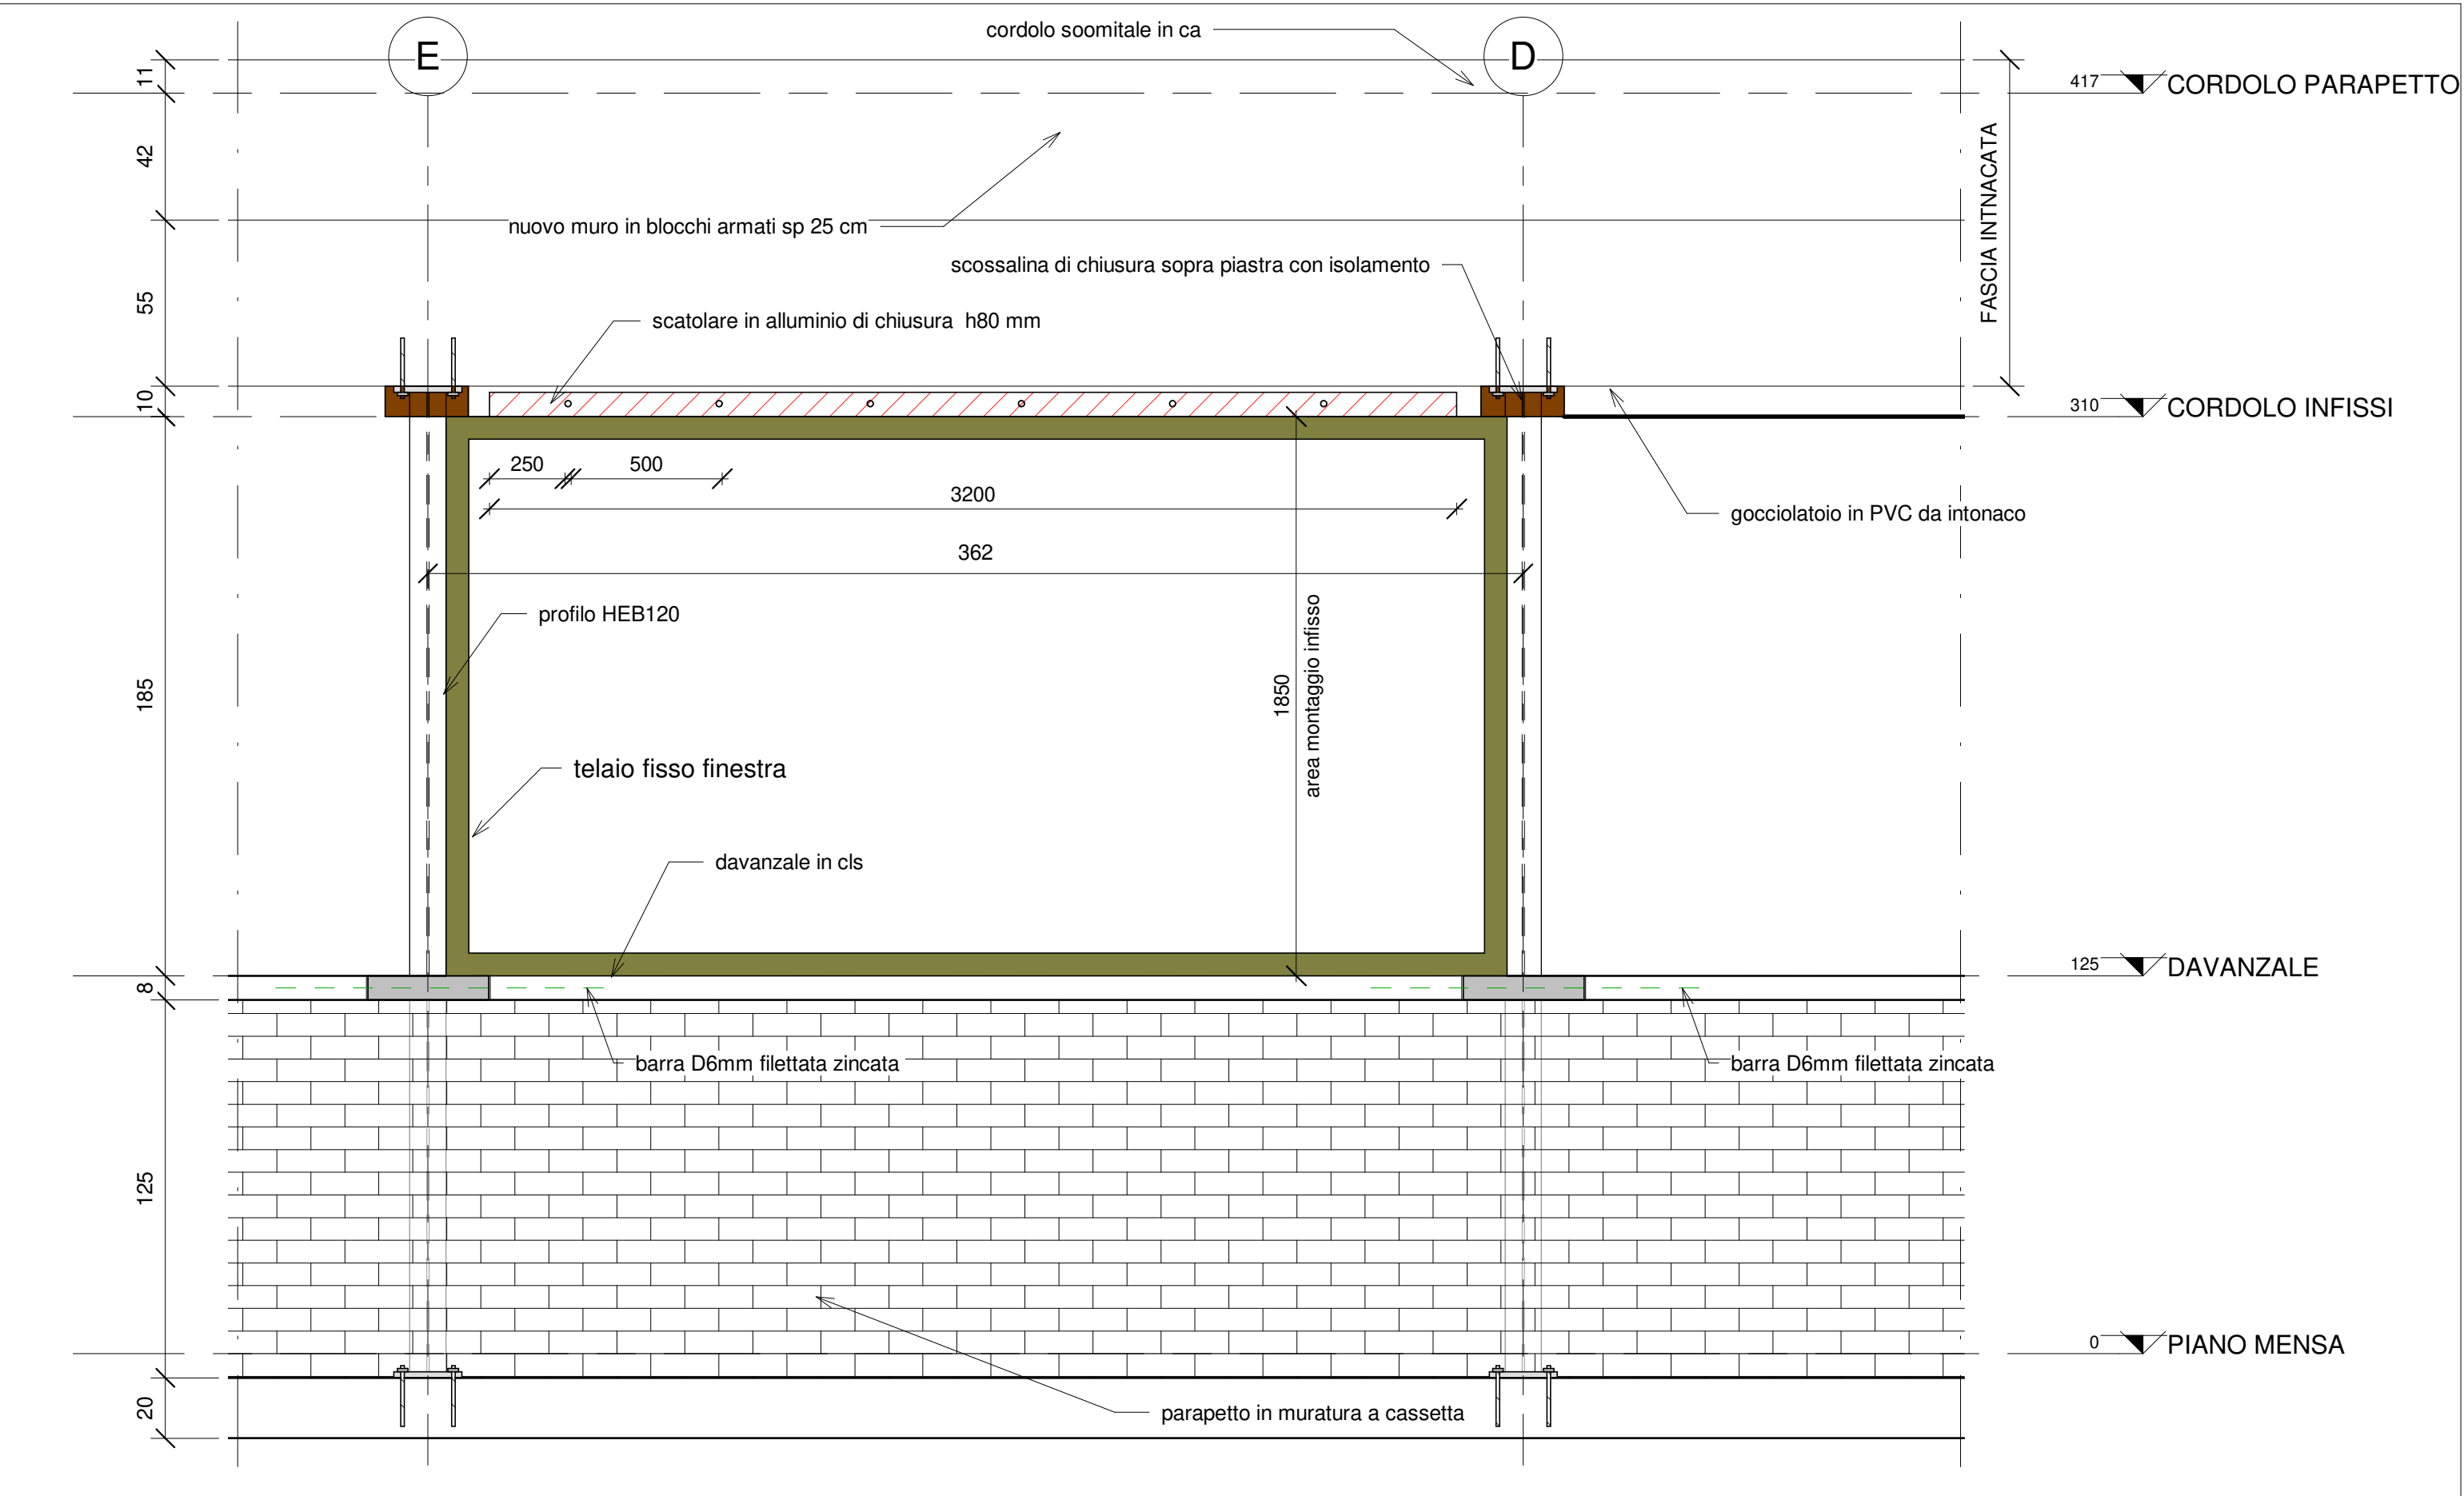 E
D
cordolo soomitale in ca
11
417
CORDOLO PARAPETTO
42
FASCIA INTNACATA
nuovo muro in blocchi armati sp 25 cm
scossalina di chiusura sopra piastra con isolamento
55
scatolare in alluminio di chiusura h80 mm
10
310
CORDOLO INFISSI
250
500
3200
gocciolatoio in PVC da intonaco
362
profilo HEB120
185
1850
area montaggio infisso
telaio fisso finestra
davanzale in cls
125
DAVANZALE
8
barra D6mm filettata zincata
barra D6mm filettata zincata
125
0
PIANO MENSA
20
parapetto in muratura a cassetta